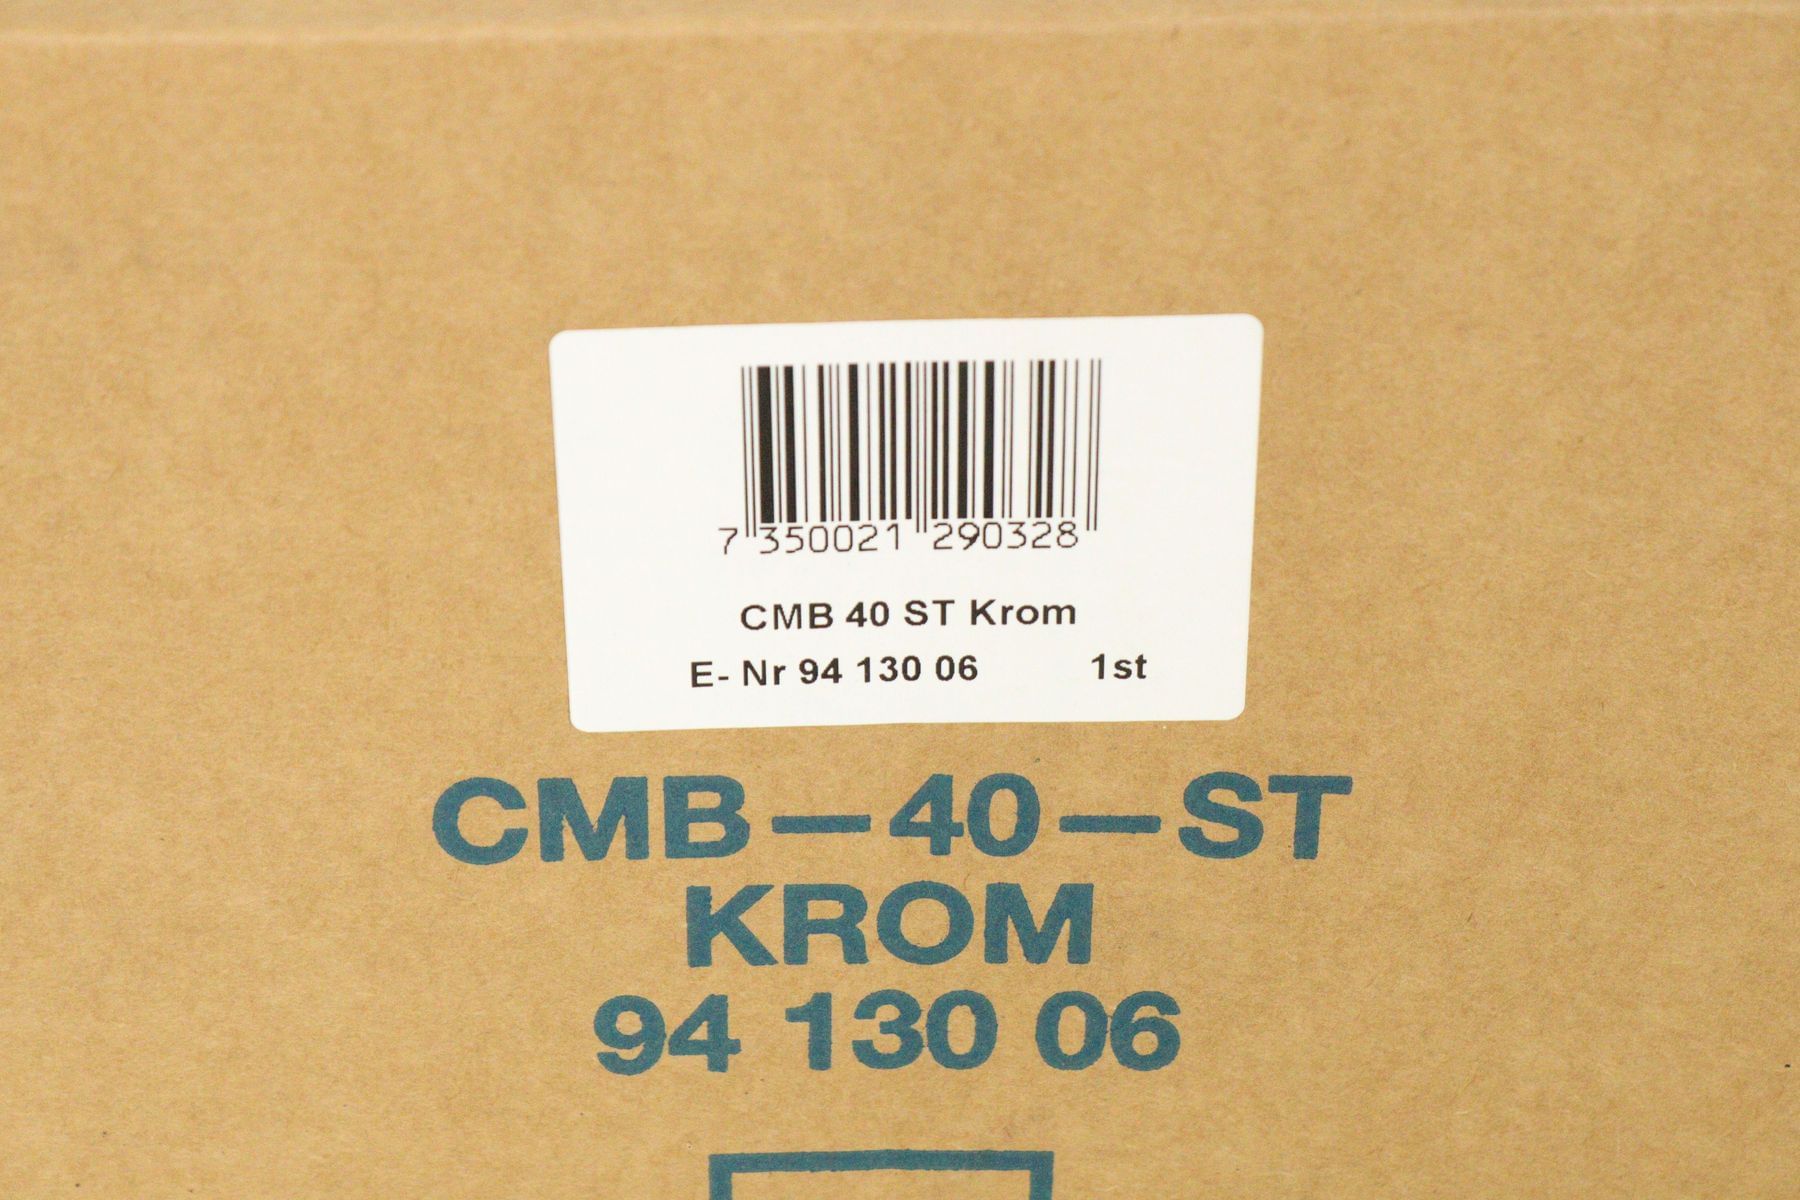 7 350021 290328
CMB 40 ST Krom
E- Nr 94 130 06 1st
CMB-40-ST
KROM
94 130 06